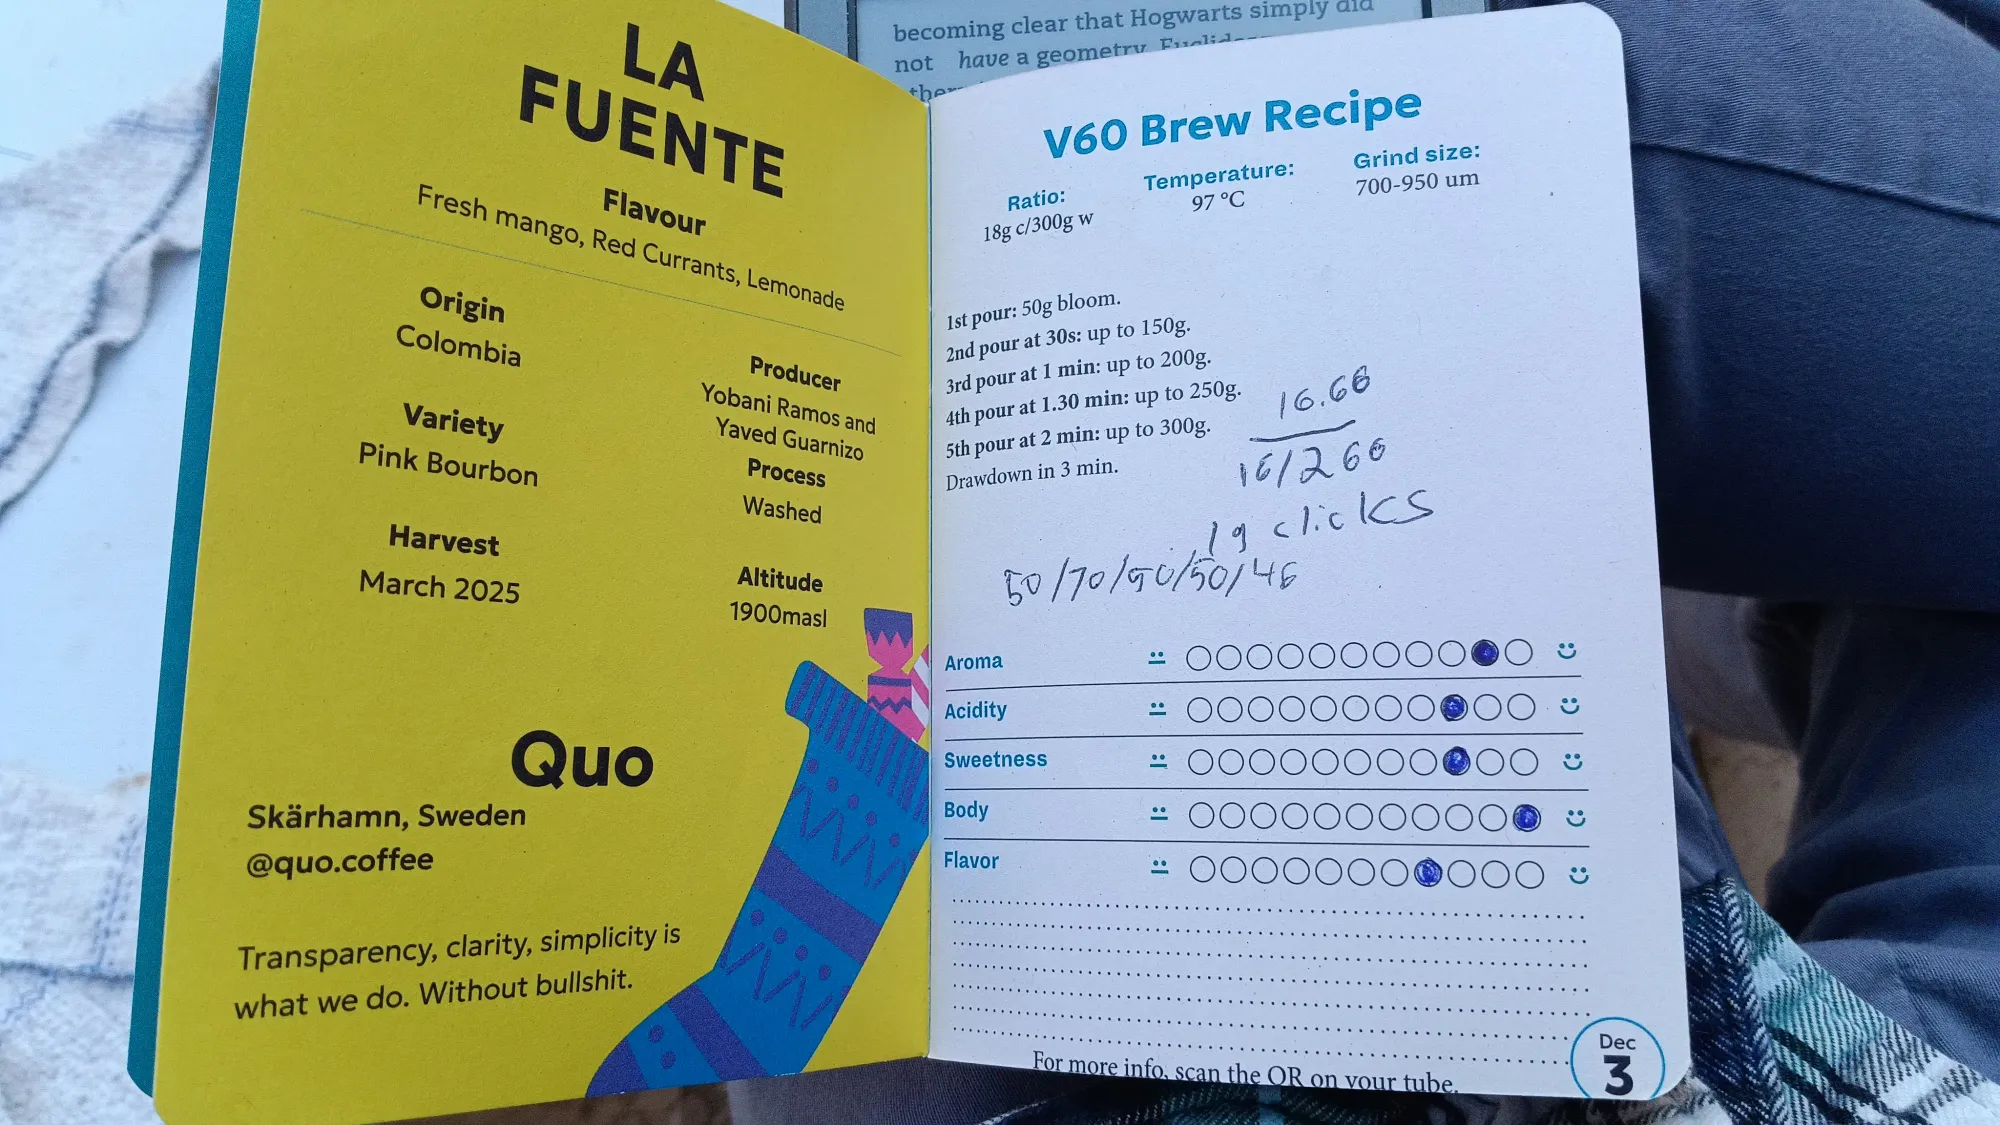 becoming clear that Hogwarts simply did
not have a geometry.
LA
FUENTE
Flavour
Fresh mango, Red Currants, Lemonade
Origin
Colombia
Variety
Pink Bourbon
Harvest
March 2025
Producer
Yobani Ramos and
Yaved Guarnizo
Process
Washed
Altitude
1900masl
Quo
Skärhamn, Sweden
@quo.coffee
Transparency, clarity, simplicity is
what we do. Without bullshit.
V60 Brew Recipe
Ratio:
18g c/300g w
Temperature:
97 °C
Grind size:
700-950 um
1st pour: 50g bloom.
2nd pour at 30s: up to 150g.
3rd pour at 1 min: up to 200g.
4th pour at 1.30 min: up to 250g.
5th pour at 2 min: up to 300g.
Drawdown in 3 min.
16.66
16/266
19 clicks
50/70/50/50/46
Aroma
Acidity
Sweetness
Body
Flavor
For more info, scan the QR on your tube.
Dec
3